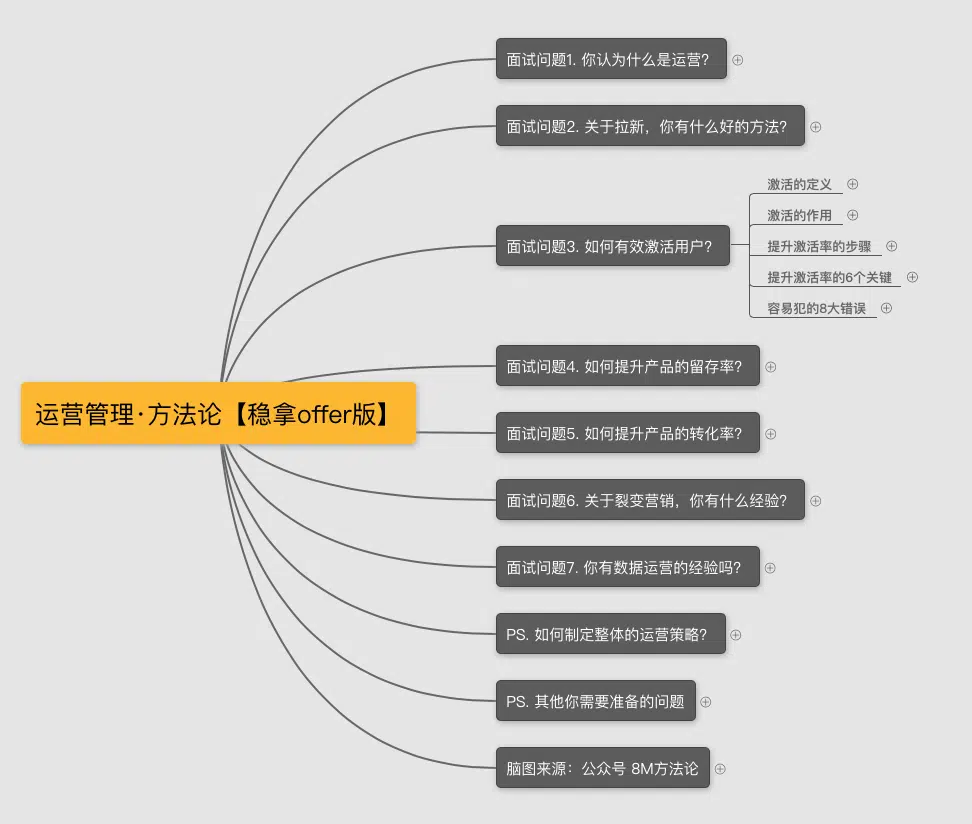 面试问题1. 你认为什么是运营？
面试问题2. 关于拉新，你有什么好的方法？
面试问题3. 如何有效激活用户？
激活的定义
激活的作用
提升激活率的步骤
提升激活率的6个关键
容易犯的8大错误
面试问题4. 如何提升产品的留存率？
运营管理·方法论【稳拿offer版】
面试问题5. 如何提升产品的转化率？
面试问题6. 关于裂变营销，你有什么经验？
面试问题7. 你有数据运营的经验吗？
PS. 如何制定整体的运营策略？
PS. 其他你需要准备的问题
脑图来源：公众号 8M方法论